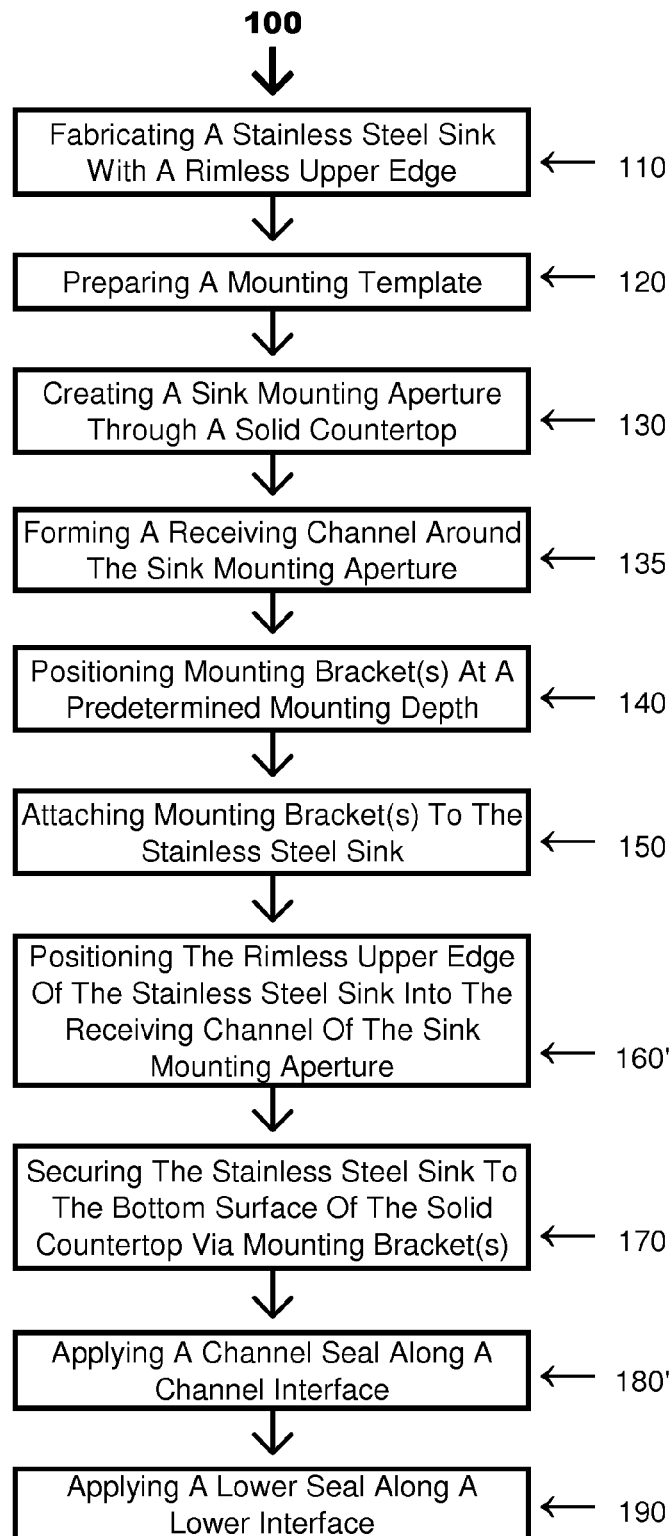 100
Fabricating A Stainless Steel Sink
With A Rimless Upper Edge
110
Preparing A Mounting Template
120
Creating A Sink Mounting Aperture
Through A Solid Countertop
130
Forming A Receiving Channel Around
The Sink Mounting Aperture
135
Positioning Mounting Bracket(s) At A
Predetermined Mounting Depth
140
Attaching Mounting Bracket(s) To The
Stainless Steel Sink
150
Positioning The Rimless Upper Edge
Of The Stainless Steel Sink Into The
Receiving Channel Of The Sink
Mounting Aperture
160'
Securing The Stainless Steel Sink To
The Bottom Surface Of The Solid
Countertop Via Mounting Bracket(s)
170
Applying A Channel Seal Along A
Channel Interface
180'
Applying A Lower Seal Along A
Lower Interface
190